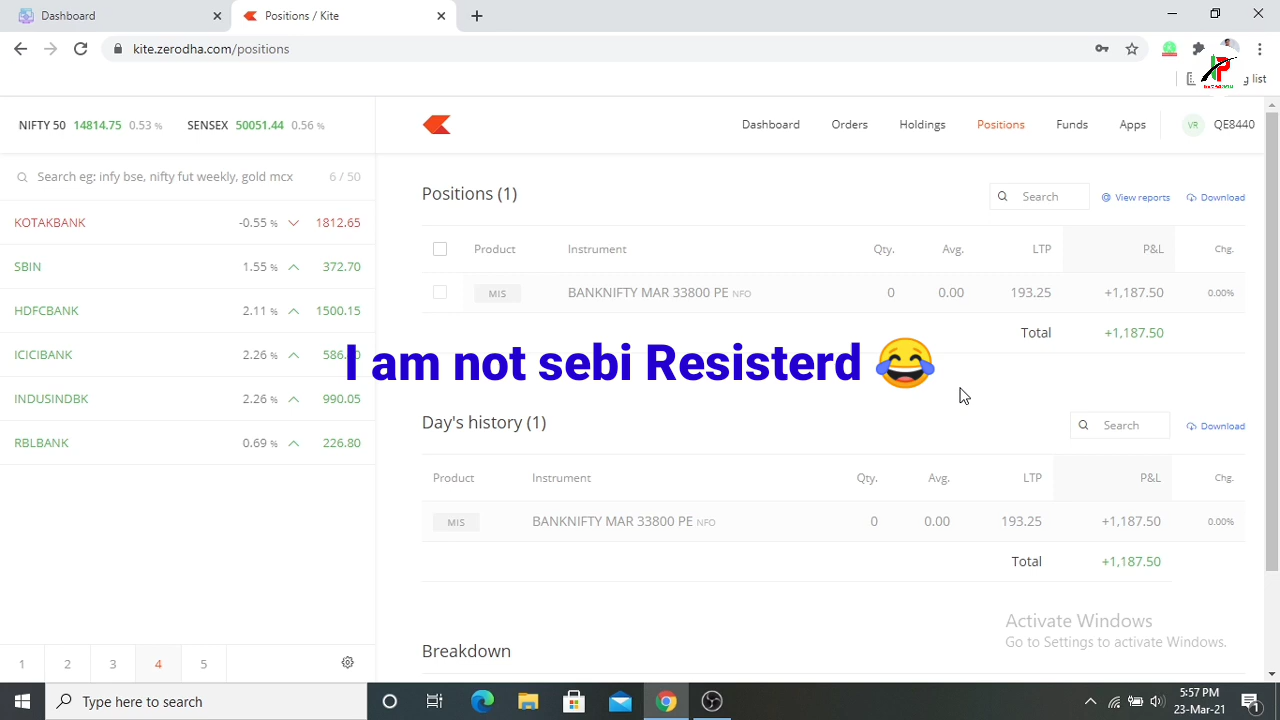 Dashboard
Positions / Kite
kite.zerodha.com/positions
g list
NIFTY 50 14814.75 0.53 %
SENSEX 50051.44 0.56 %
Dashboard Orders Holdings Positions Funds Apps VR QE8440
Search eg: infy bse, nifty fut weekly, gold mcx 6 / 50
KOTAKBANK -0.55 % 1812.65
SBIN 1.55 % 372.70
HDFCBANK 2.11 % 1500.15
ICICIBANK 2.26 %
INDUSINDBK 2.26 % 990.05
RBLBANK 0.69 % 226.80
1 2 3 4 5
Positions (1) Search View reports Download
Product Instrument Qty. Avg. LTP P&L Chg.
MIS BANKNIFTY MAR 33800 PE NFO 0 0.00 193.25 +1,187.50 0.00%
Total +1,187.50
I am not sebi Resisterd 😂
Day's history (1) Search Download
Product Instrument Qty. Avg. LTP P&L Chg.
MIS BANKNIFTY MAR 33800 PE NFO 0 0.00 193.25 +1,187.50 0.00%
Total +1,187.50
Breakdown
Activate Windows
Go to Settings to activate Windows.
Type here to search
5:57 PM
23-Mar-21
1